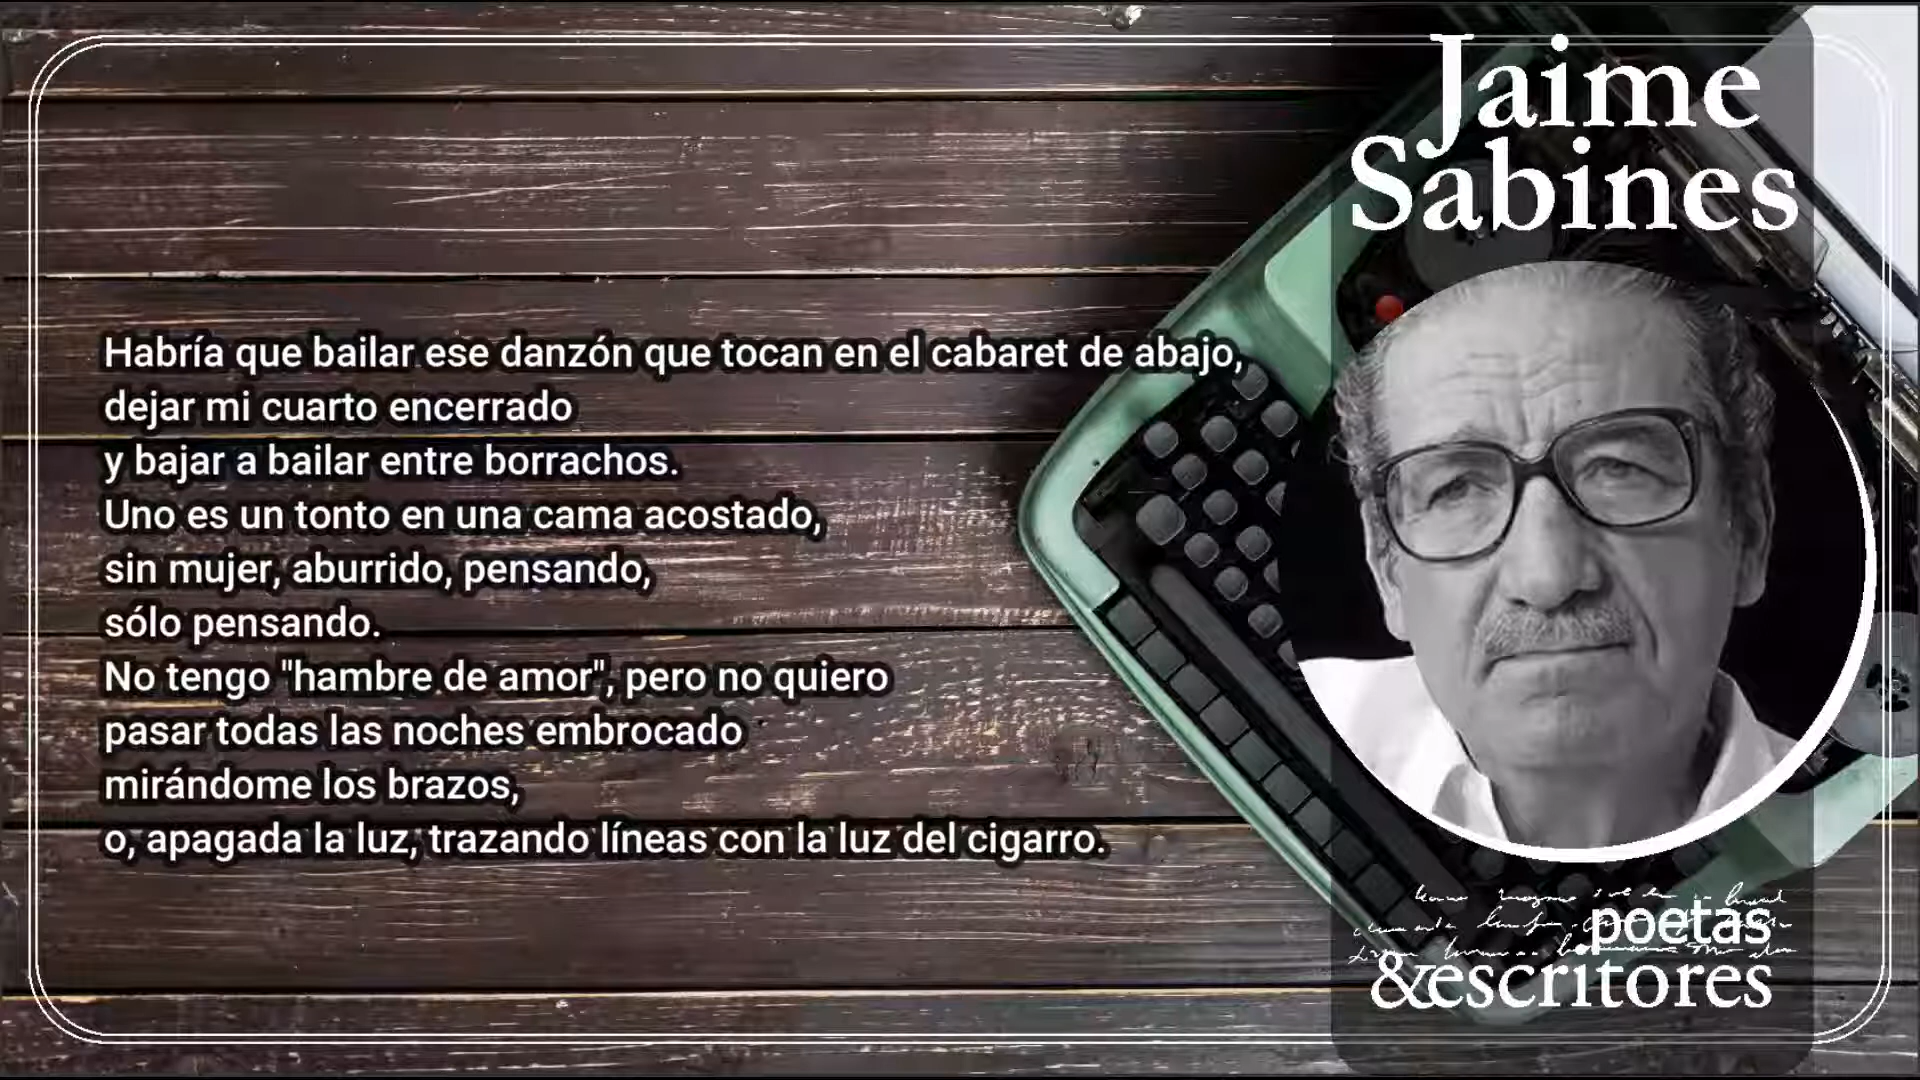 Jaime
Sabines
Habría que bailar ese danzón que tocan en el cabaret de abajo,
dejar mi cuarto encerrado
y bajar a bailar entre borrachos.
Uno es un tonto en una cama acostado,
sin mujer, aburrido, pensando,
sólo pensando.
No tengo "hambre de amor", pero no quiero
pasar todas las noches embrocado
mirándome los brazos,
o, apagada la luz, trazando líneas con la luz del cigarro.
poetas
&escritores